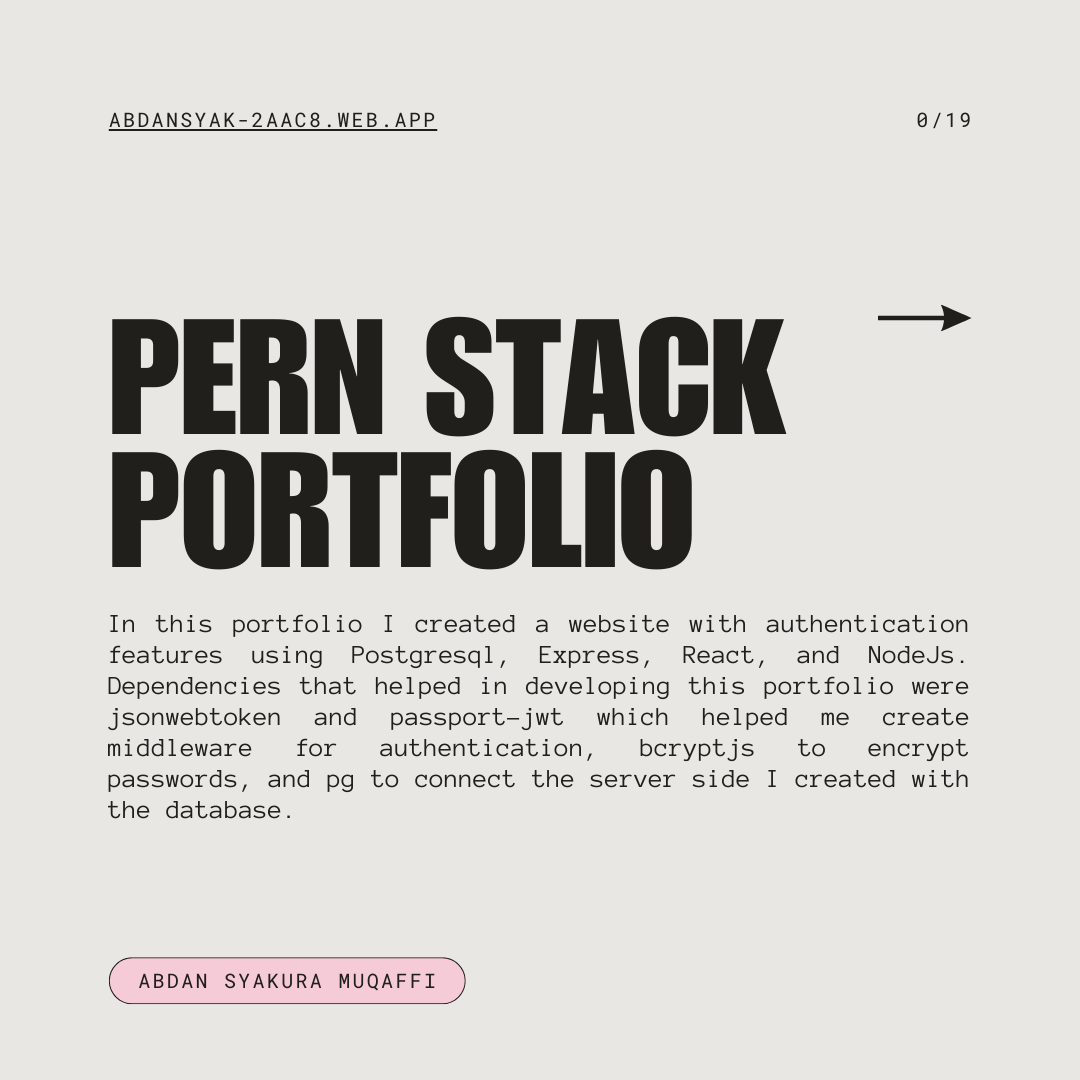 ABDANSYAK-2AAC8.WEB.APP
0/19
PERN STACK
PORTFOLIO
In this portfolio I created a website with authentication
features using Postgresql, Express, React, and NodeJs.
Dependencies that helped in developing this portfolio were
jsonwebtoken and passport-jwt which helped me create
middleware for authentication, bcryptjs to encrypt
passwords, and pg to connect the server side I created with
the database.
ABDAN SYAKURA MUQAFFI